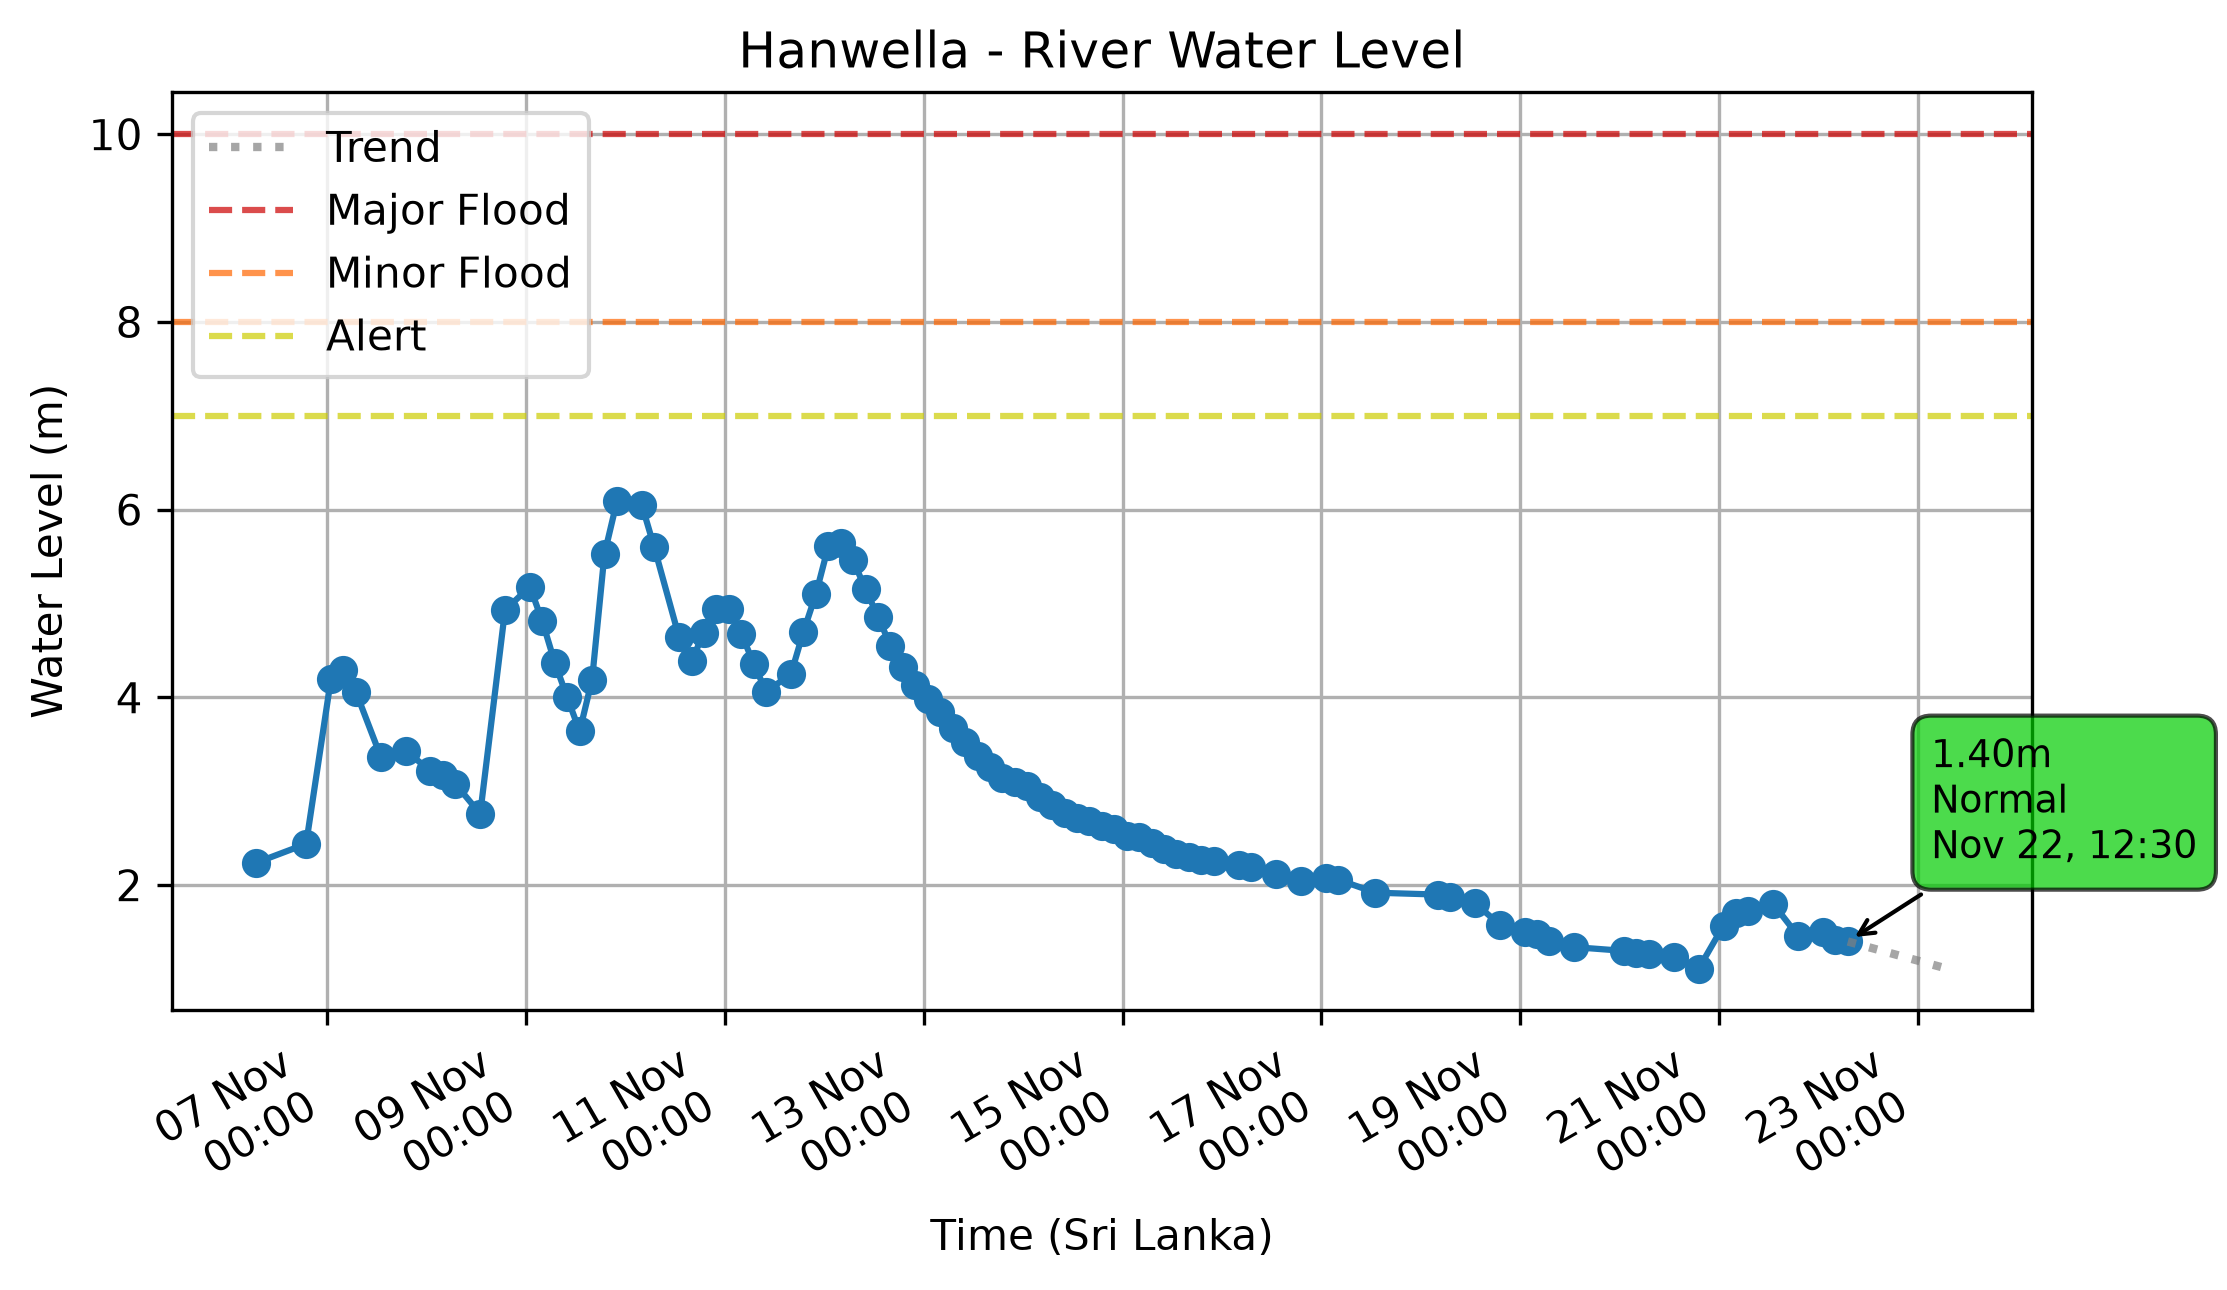 Hanwella - River Water Level
Trend
Major Flood
Minor Flood
Alert
10
8
6
4
2
Water Level (m)
1.40m
Normal
Nov 22, 12:30
07 Nov
00:00
09 Nov
00:00
11 Nov
00:00
13 Nov
00:00
15 Nov
00:00
17 Nov
00:00
19 Nov
00:00
21 Nov
00:00
23 Nov
00:00
Time (Sri Lanka)